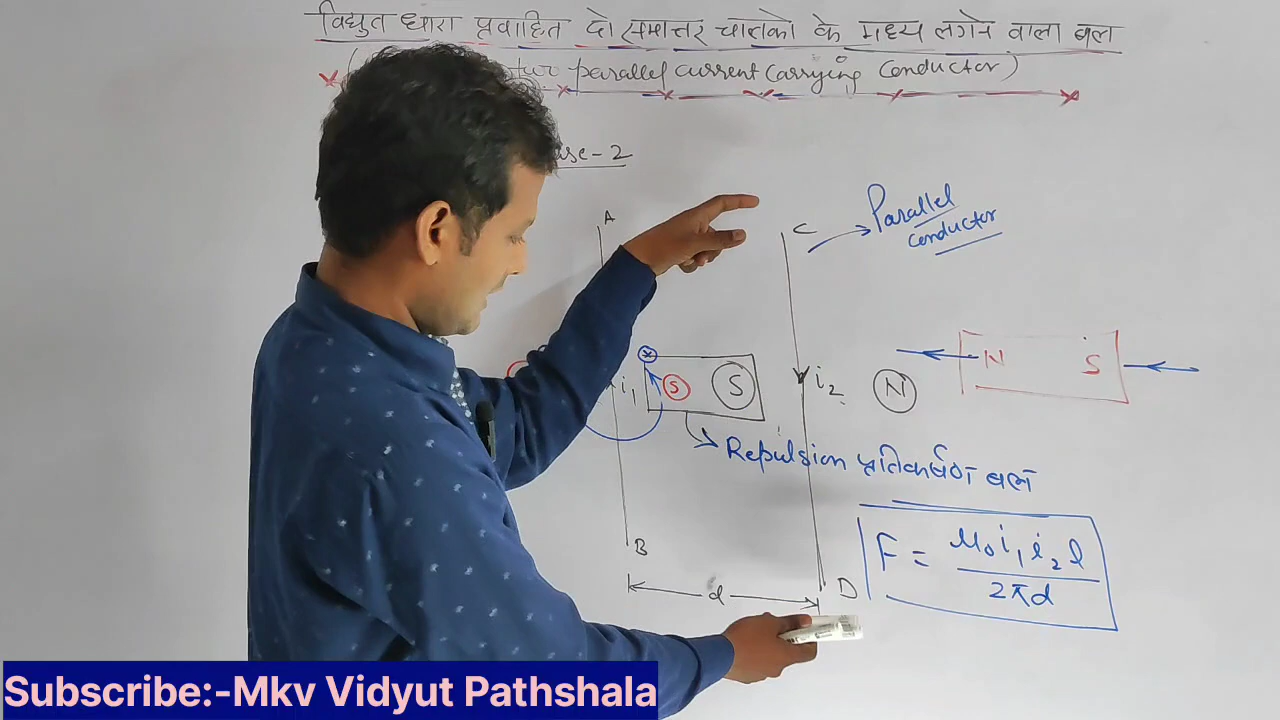 विद्युत धारा प्रवाहित दो समान्तर चालको के मध्य लगने वाला बल
parallel current carrying conductor)
-2
A
C
Parallel
conductor
N S
i₁
S
S
i₂
N
Repulsion प्रतिकर्षण बल
F = μ₀ i₁ i₂ l
2πd
B
d
D
Subscribe:-Mkv Vidyut Pathshala